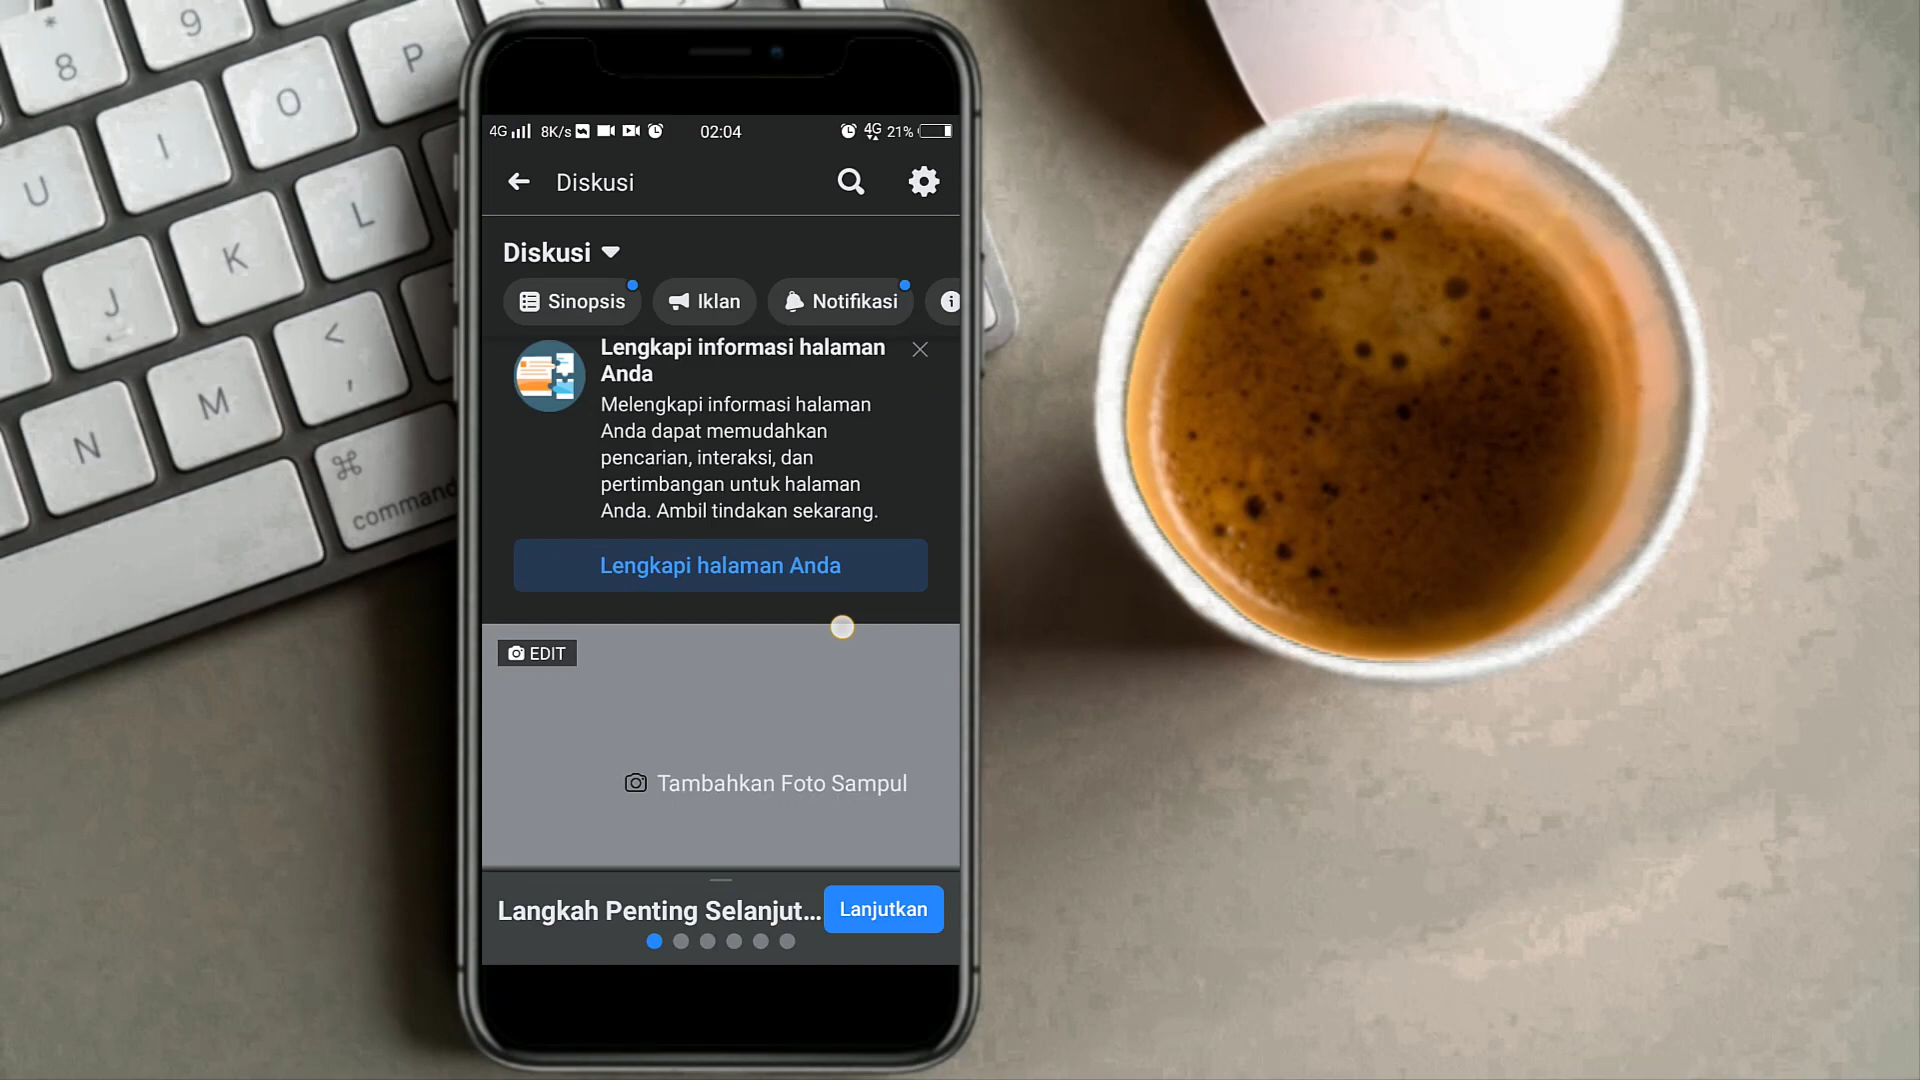 *
8
9
P
O
I
U
L
K
J
<
,
M
N
⌘
command
4G 8K/s 02:04 4G 21%
Diskusi
Diskusi
Sinopsis Iklan Notifikasi
Lengkapi informasi halaman
Anda
Melengkapi informasi halaman
Anda dapat memudahkan
pencarian, interaksi, dan
pertimbangan untuk halaman
Anda. Ambil tindakan sekarang.
Lengkapi halaman Anda
EDIT
Tambahkan Foto Sampul
Langkah Penting Selanjut...
Lanjutkan